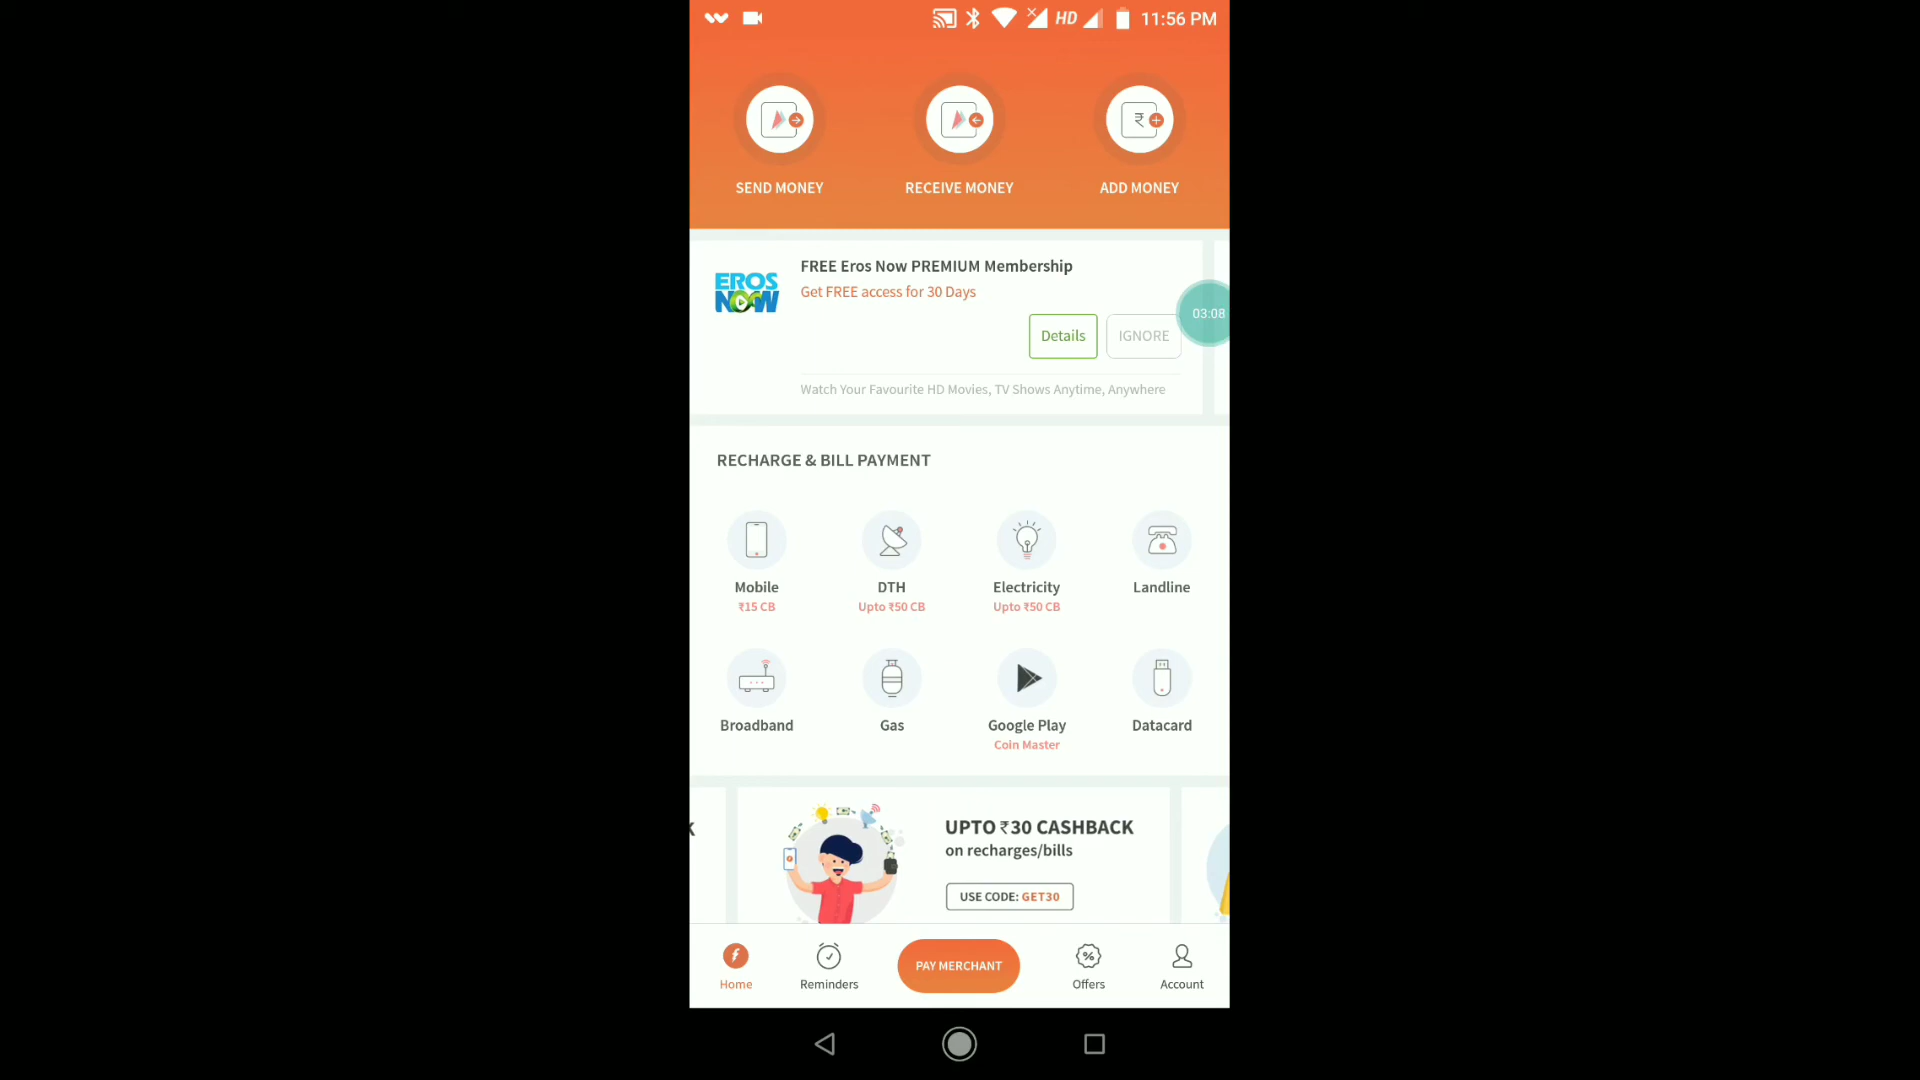 HD 11:56 PM
SEND MONEY RECEIVE MONEY ADD MONEY
EROS NOW
FREE Eros Now PREMIUM Membership
Get FREE access for 30 Days
03:08
Details IGNORE
Watch Your Favourite HD Movies, TV Shows Anytime, Anywhere
RECHARGE & BILL PAYMENT
Mobile DTH Electricity Landline
₹15 CB Upto ₹50 CB Upto ₹50 CB
Broadband Gas Google Play Datacard
Coin Master
K
UPTO ₹30 CASHBACK
on recharges/bills
USE CODE: GET30
PAY MERCHANT
Home Reminders Offers Account